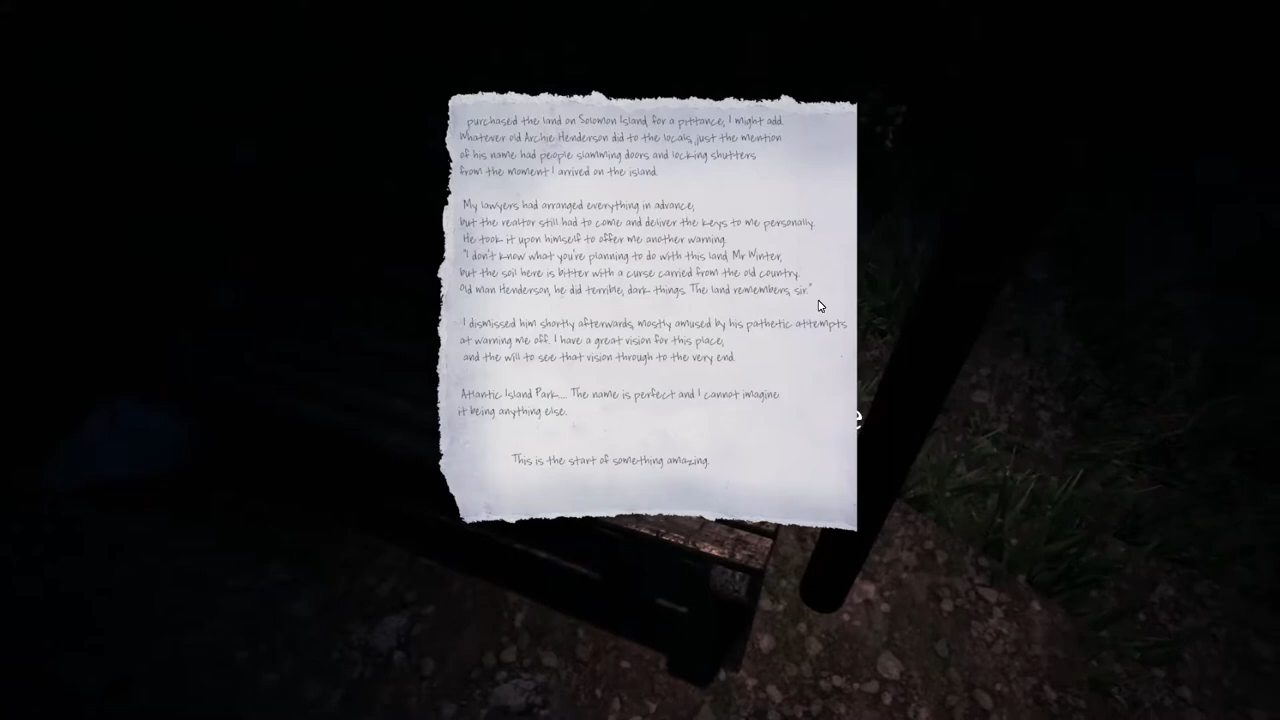 purchased the land on Solomon Island, for a pittance, I might add.
Whatever old Archie Henderson did to the locals, just the mention
of his name had people slamming doors and locking shutters
from the moment I arrived on the island.
My lawyers had arranged everything in advance,
but the realtor still had to come and deliver the keys to me personally.
He took it upon himself to offer me another warning.
"I don't know what you're planning to do with this land, Mr Winter,
but the soil here is bitter with a curse carried from the old country.
Old man Henderson, he did terrible, dark things. The land remembers, sir."
I dismissed him shortly afterwards, mostly amused by his pathetic attempts
at warning me off. I have a great vision for this place,
and the will to see that vision through to the very end.
Atlantic Island Park.... The name is perfect and I cannot imagine
it being anything else.
This is the start of something amazing.
e